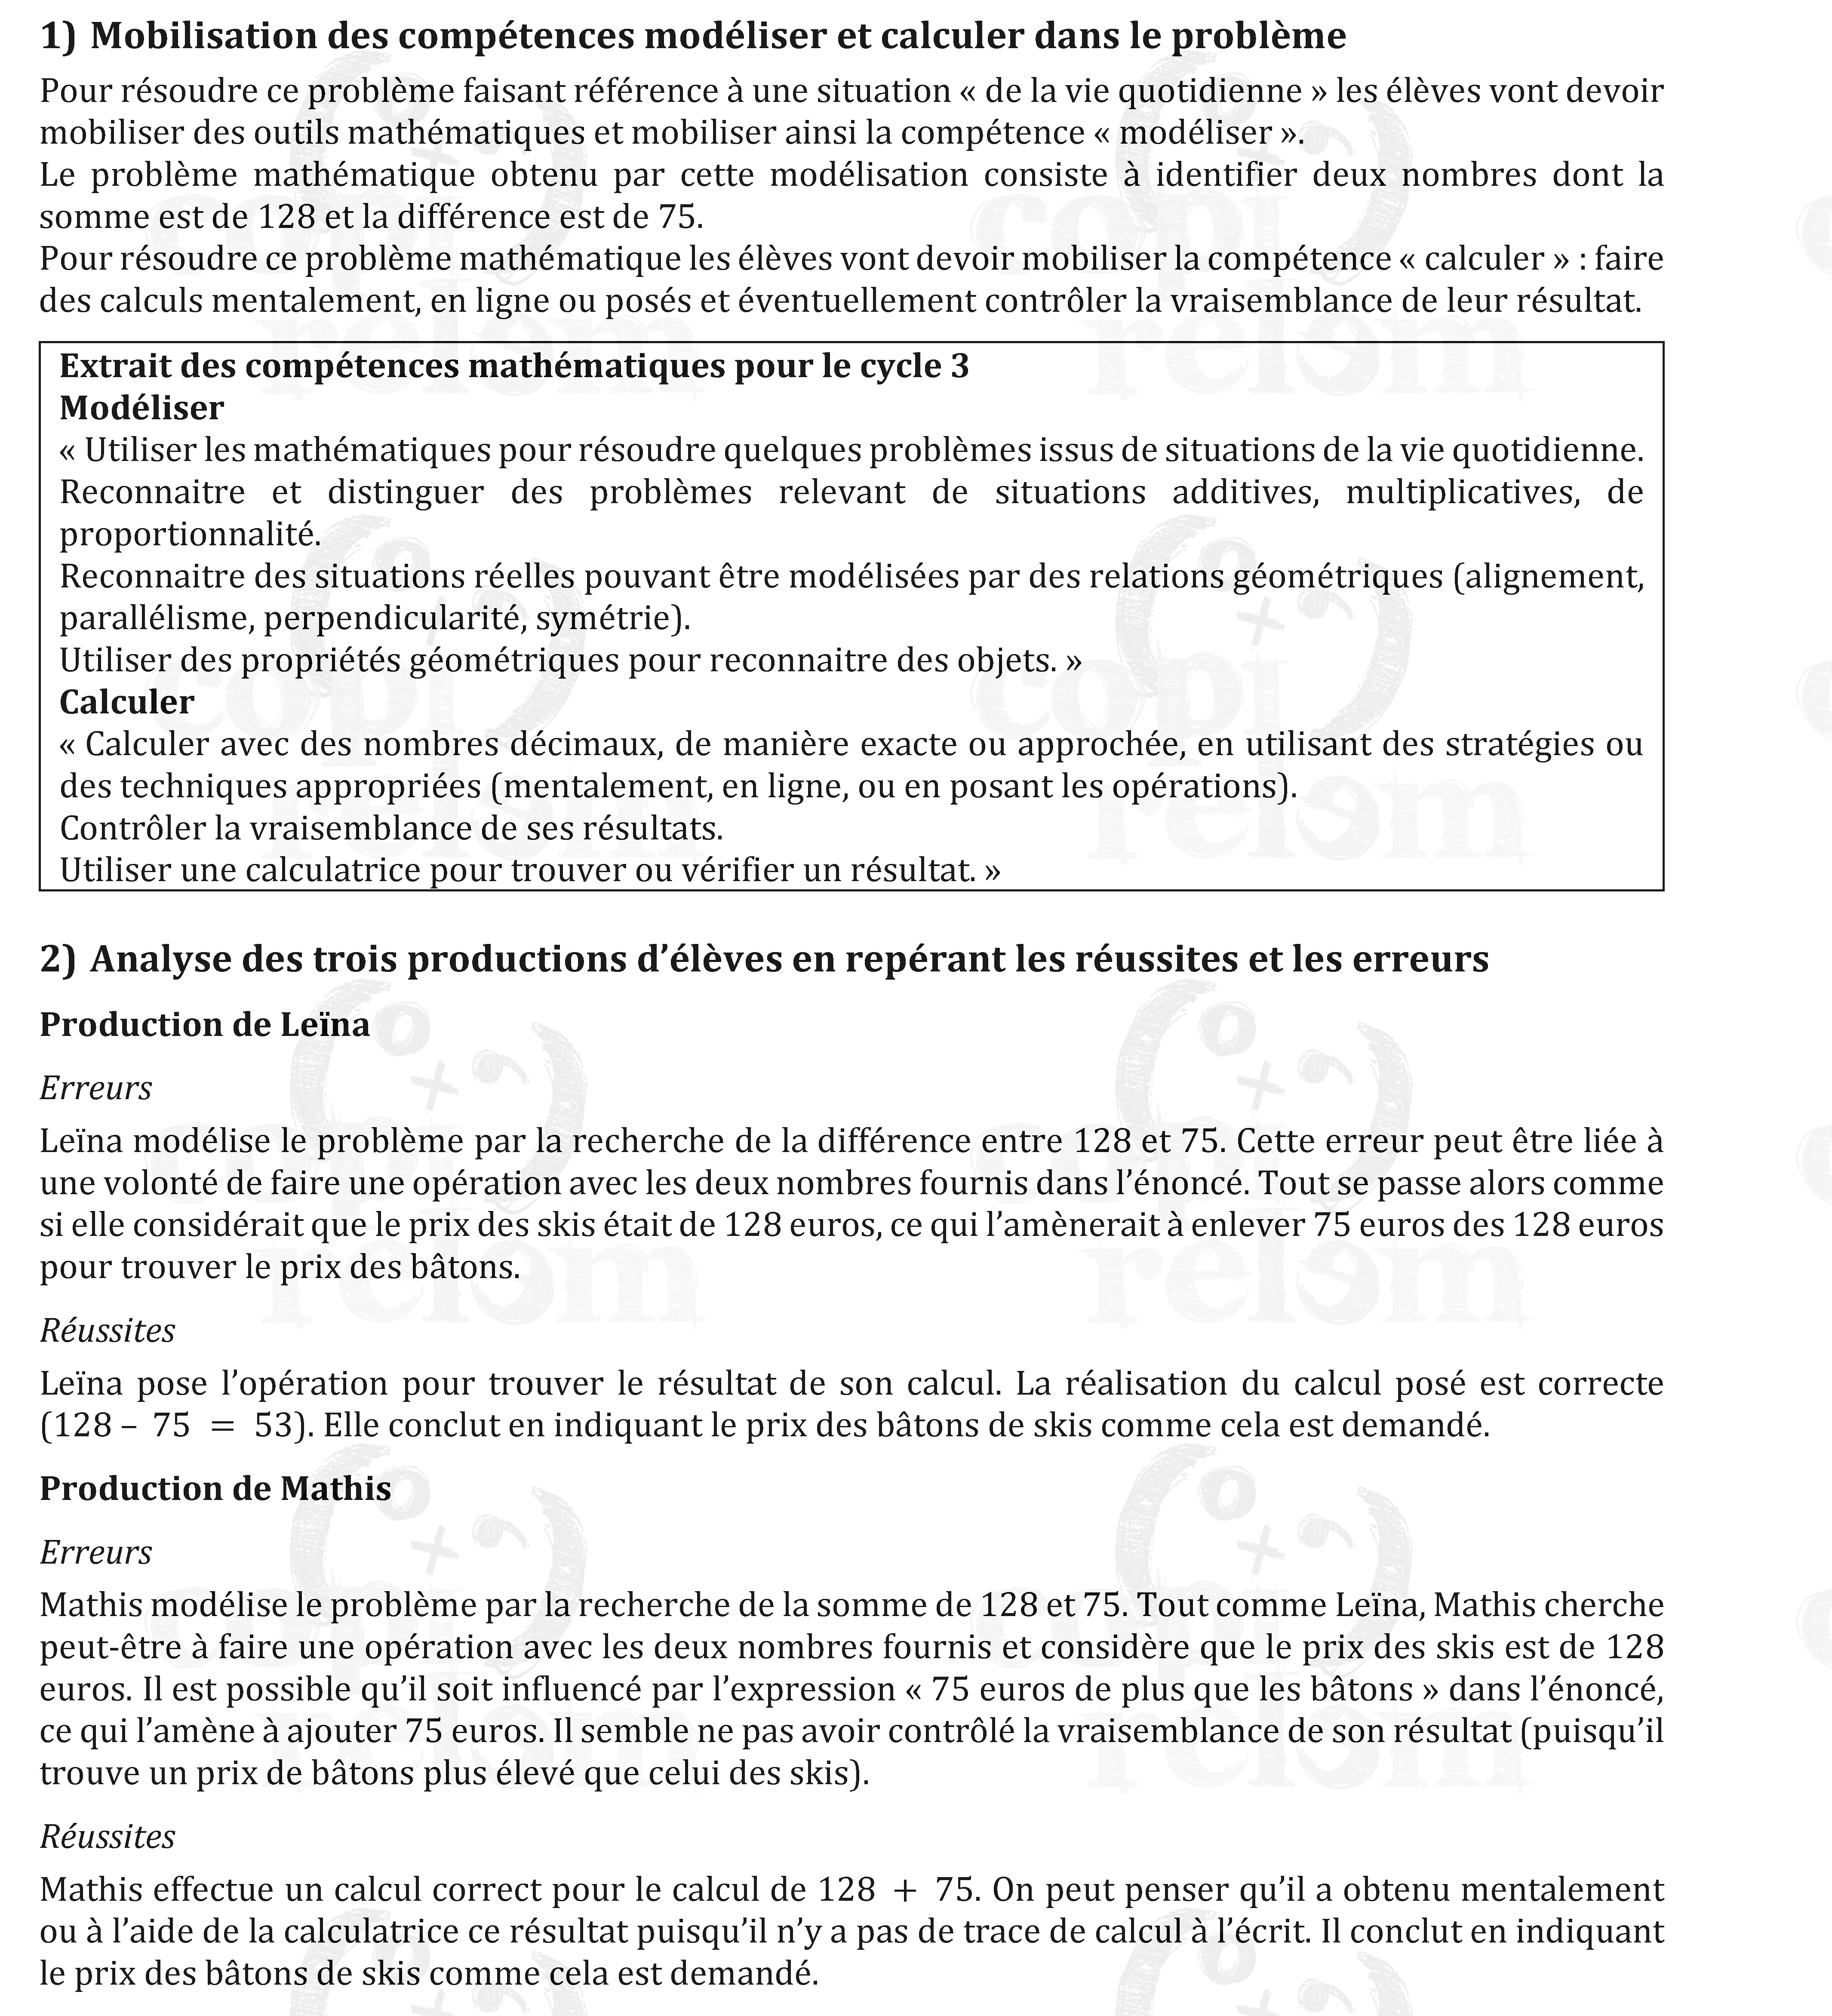 1) Mobilisation des compétences modéliser et calculer dans le problème
Pour résoudre ce problème faisant référence à une situation « de la vie quotidienne » les élèves vont devoir
mobiliser des outils mathématiques et mobiliser ainsi la compétence « modéliser ».
Le problème mathématique obtenu par cette modélisation consiste à identifier deux nombres dont la
somme est de 128 et la différence est de 75.
Pour résoudre ce problème mathématique les élèves vont devoir mobiliser la compétence « calculer » : faire
des calculs mentalement, en ligne ou posés et éventuellement contrôler la vraisemblance de leur résultat.
Extrait des compétences mathématiques pour le cycle 3
Modéliser
« Utiliser les mathématiques pour résoudre quelques problèmes issus de situations de la vie quotidienne.
Reconnaitre et distinguer des problèmes relevant de situations additives, multiplicatives, de
proportionnalité.
Reconnaitre des situations réelles pouvant être modélisées par des relations géométriques (alignement,
parallélisme, perpendicularité, symétrie).
Utiliser des propriétés géométriques pour reconnaitre des objets. »
Calculer
« Calculer avec des nombres décimaux, de manière exacte ou approchée, en utilisant des stratégies ou
des techniques appropriées (mentalement, en ligne, ou en posant les opérations).
Contrôler la vraisemblance de ses résultats.
Utiliser une calculatrice pour trouver ou vérifier un résultat. »
2) Analyse des trois productions d'élèves en repérant les réussites et les erreurs
Production de Leïna
Erreurs
Leïna modélise le problème par la recherche de la différence entre 128 et 75. Cette erreur peut être liée à
une volonté de faire une opération avec les deux nombres fournis dans l'énoncé. Tout se passe alors comme
si elle considérait que le prix des skis était de 128 euros, ce qui l'amènerait à enlever 75 euros des 128 euros
pour trouver le prix des bâtons.
Réussites
Leïna pose l'opération pour trouver le résultat de son calcul. La réalisation du calcul posé est correcte
(128 – 75 = 53). Elle conclut en indiquant le prix des bâtons de skis comme cela est demandé.
Production de Mathis
Erreurs
Mathis modélise le problème par la recherche de la somme de 128 et 75. Tout comme Leïna, Mathis cherche
peut-être à faire une opération avec les deux nombres fournis et considère que le prix des skis est de 128
euros. Il est possible qu'il soit influencé par l'expression « 75 euros de plus que les bâtons » dans l'énoncé,
ce qui l'amène à ajouter 75 euros. Il semble ne pas avoir contrôlé la vraisemblance de son résultat (puisqu'il
trouve un prix de bâtons plus élevé que celui des skis).
Réussites
Mathis effectue un calcul correct pour le calcul de 128 + 75. On peut penser qu'il a obtenu mentalement
ou à l'aide de la calculatrice ce résultat puisqu'il n'y a pas de trace de calcul à l'écrit. Il conclut en indiquant
le prix des bâtons de skis comme cela est demandé.